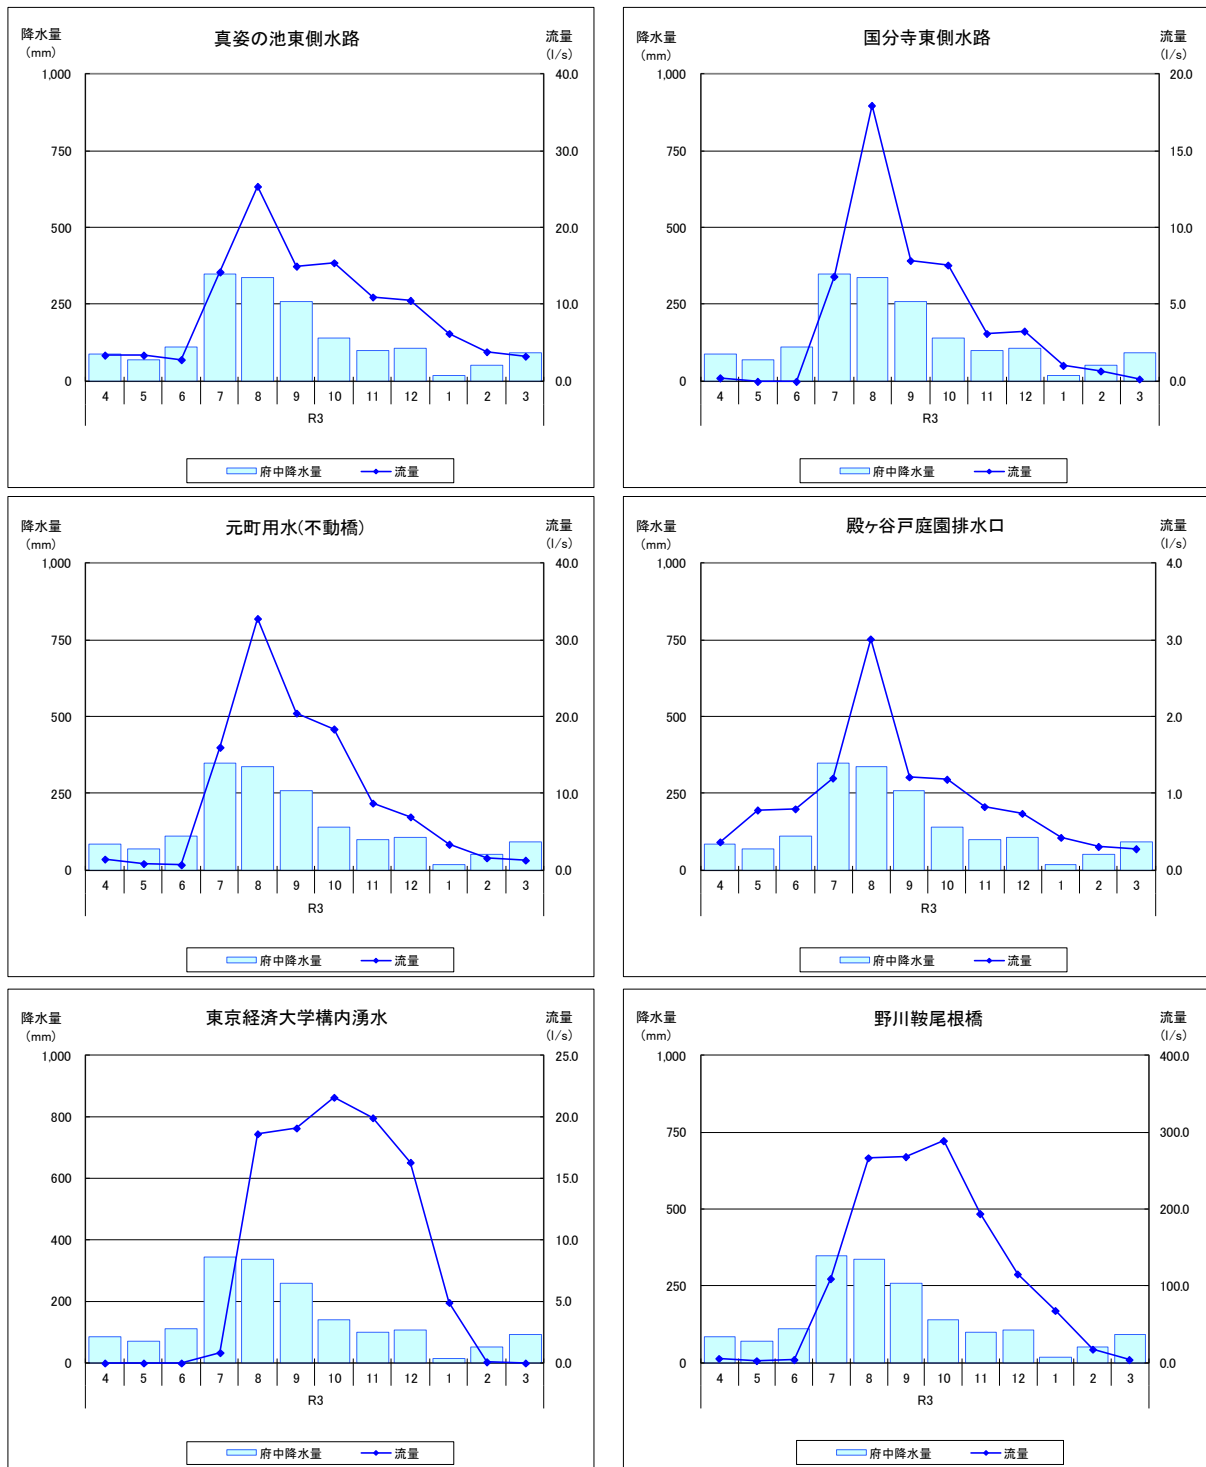 真姿の池東側水路
降水量
(mm)
流量
(l/s)
1,000
750
500
250
0
40.0
30.0
20.0
10.0
0.0
4 5 6 7 8 9 10 11 12 1 2 3
R3
府中降水量 流量
国分寺東側水路
降水量
(mm)
流量
(l/s)
1,000
750
500
250
0
20.0
15.0
10.0
5.0
0.0
4 5 6 7 8 9 10 11 12 1 2 3
R3
府中降水量 流量
元町用水(不動橋)
降水量
(mm)
流量
(l/s)
1,000
750
500
250
0
40.0
30.0
20.0
10.0
0.0
4 5 6 7 8 9 10 11 12 1 2 3
R3
府中降水量 流量
殿ヶ谷戸庭園排水口
降水量
(mm)
流量
(l/s)
1,000
750
500
250
0
4.0
3.0
2.0
1.0
0.0
4 5 6 7 8 9 10 11 12 1 2 3
R3
府中降水量 流量
東京経済大学構内湧水
降水量
(mm)
流量
(l/s)
1,000
800
600
400
200
0
25.0
20.0
15.0
10.0
5.0
0.0
4 5 6 7 8 9 10 11 12 1 2 3
R3
府中降水量 流量
野川鞍尾根橋
降水量
(mm)
流量
(l/s)
1,000
750
500
250
0
400.0
300.0
200.0
100.0
0.0
4 5 6 7 8 9 10 11 12 1 2 3
R3
府中降水量 流量